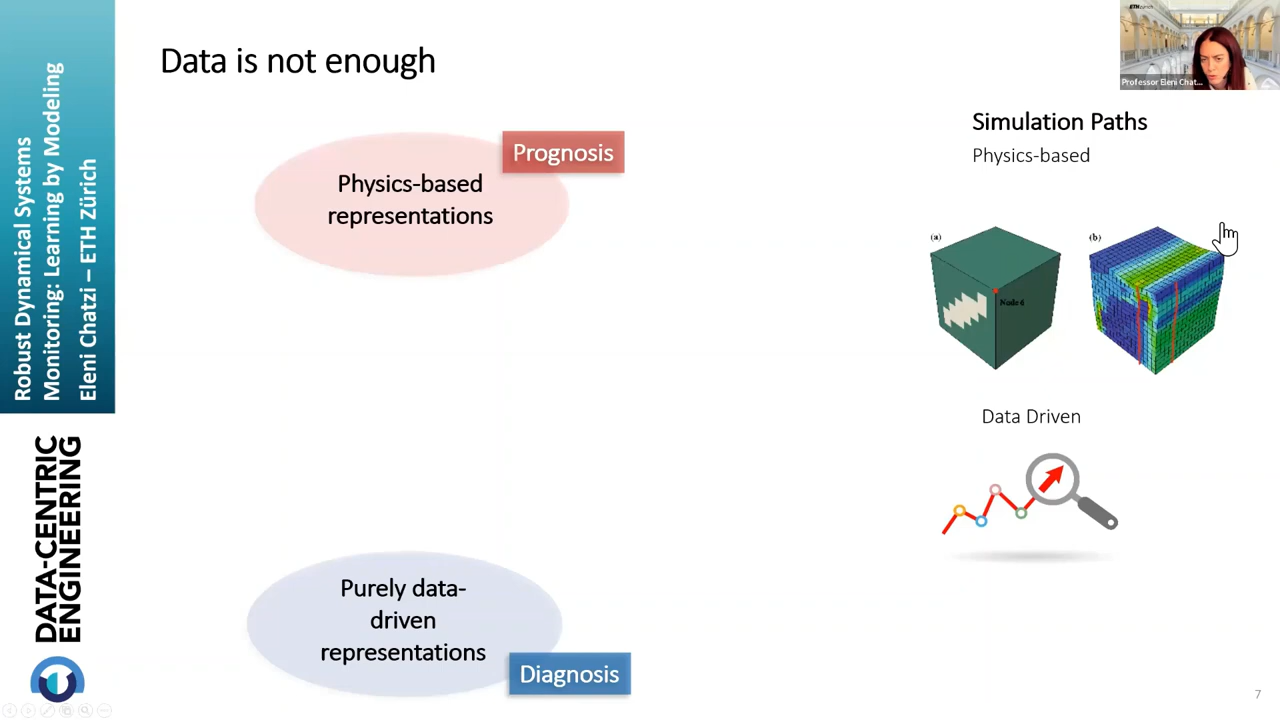 Data is not enough
Prognosis
Physics-based
representations
Purely data-
driven
representations
Diagnosis
Simulation Paths
Physics-based
(a)
Node 6
(b)
Data Driven
Robust Dynamical Systems
Monitoring: Learning by Modeling
Eleni Chatzi – ETH Zürich
DATA-CENTRIC
ENGINEERING
ETH zürich
Professor Eleni Chat...
7